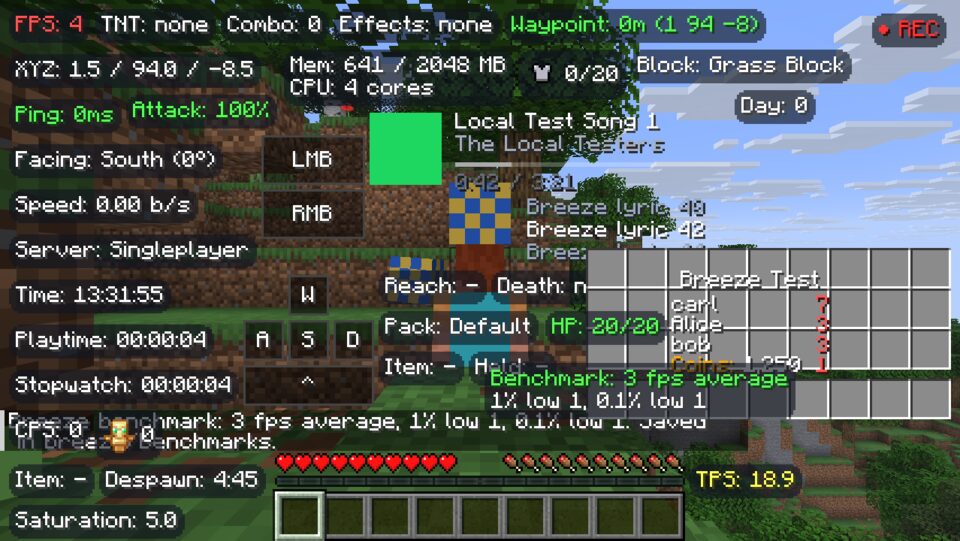 FPS: 4 TNT: none Combo: 0 Effects: none Waypoint: 0m (1 94 -8)
● REC
XYZ: 1.5 / 94.0 / -8.5
Mem: 641 / 2048 MB
CPU: 4 cores
0/20
Block: Grass Block
Day: 0
Ping: 0ms
Attack: 100%
Local Test Song 1
The Local Testers
0:42 / 3:21
Facing: South (0º)
LMB
Speed: 0.00 b/s
RMB
Breeze lyric 40
Breeze lyric 42
Breeze
Server: Singleplayer
Reach: - Death:
Breeze Test
Time: 13:31:55
W
carl 7
Alice 3
bob 3
Coins: 1,250 1
Playtime: 00:00:04
A S D
Pack: Default
HP: 20/20
Item: - Held: -
Stopwatch: 00:00:04
^
Benchmark: 3 fps average
1% low 1, 0.1% low 1
Breeze benchmark: 3 fps average, 1% low 1, 0.1% low 1. Saved
in Breeze benchmarks.
CPS: 0
0
Item: - Despawn: 4:45
TPS: 18.9
Saturation: 5.0